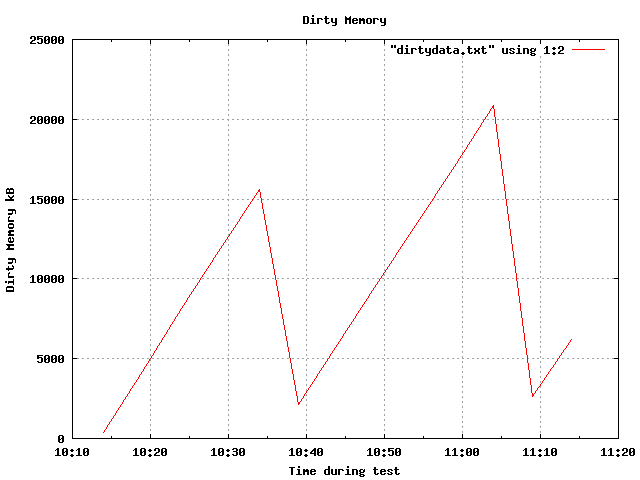 Dirty Memory
"dirtydata.txt" using 1:2
25000
20000
15000
10000
5000
0
Dirty Memory kB
10:10 10:20 10:30 10:40 10:50 11:00 11:10 11:20
Time during test